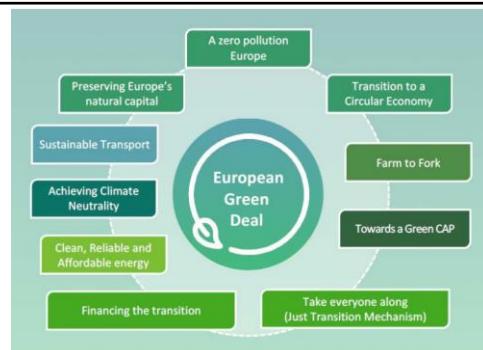 A zero pollution
Europe
Preserving Europe's
natural capital
Transition to a
Circular Economy
Sustainable Transport
Farm to Fork
Achieving Climate
Neutrality
European
Green
Deal
Towards a Green CAP
Clean, Reliable and
Affordable energy
Financing the transition
Take everyone along
(Just Transition Mechanism)